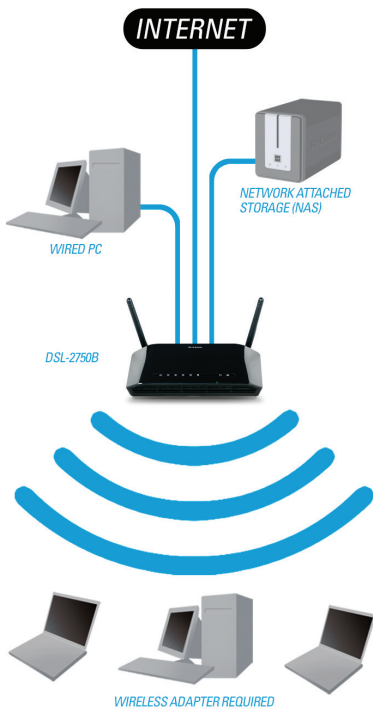 INTERNET
NETWORK ATTACHED
STORAGE (NAS)
WIRED PC
DSL-2750B
WIRELESS ADAPTER REQUIRED